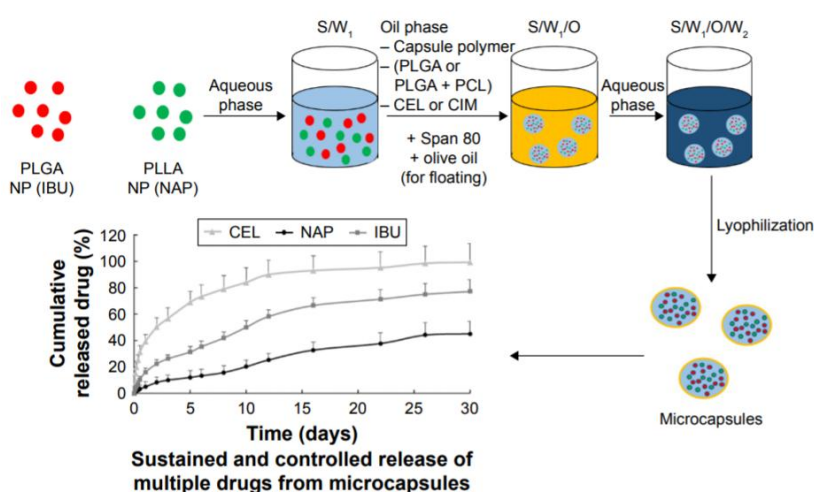 PLGA
NP (IBU)
PLLA
NP (NAP)
Aqueous
phase
S/W1
Oil phase
– Capsule polymer
– (PLGA or
PLGA + PCL)
– CEL or CIM
+ Span 80
+ olive oil
(for floating)
S/W1/O
Aqueous
phase
S/W1/O/W2
Lyophilization
Microcapsules
CEL NAP IBU
Cumulative
released drug (%)
120
100
80
60
40
20
0
0 5 10 15 20 25 30
Time (days)
Sustained and controlled release of
multiple drugs from microcapsules